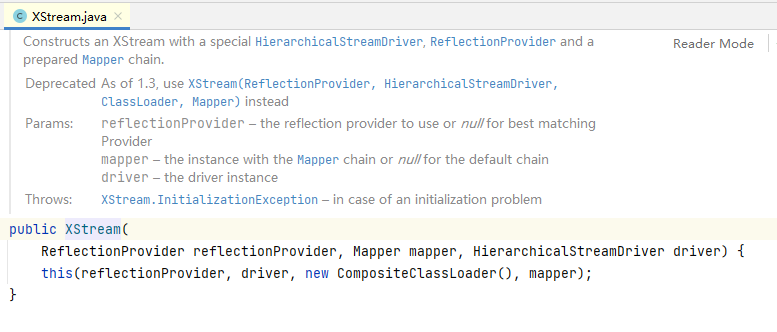 XStream.java
Constructs an XStream with a special HierarchicalStreamDriver, ReflectionProvider and a
prepared Mapper chain.
Reader Mode
Deprecated As of 1.3, use XStream(ReflectionProvider, HierarchicalStreamDriver,
ClassLoader, Mapper) instead
Params: reflectionProvider – the reflection provider to use or null for best matching
Provider
mapper – the instance with the Mapper chain or null for the default chain
driver – the driver instance
Throws: XStream.InitializationException – in case of an initialization problem
public XStream(
ReflectionProvider reflectionProvider, Mapper mapper, HierarchicalStreamDriver driver) {
this(reflectionProvider, driver, new CompositeClassLoader(), mapper);
}